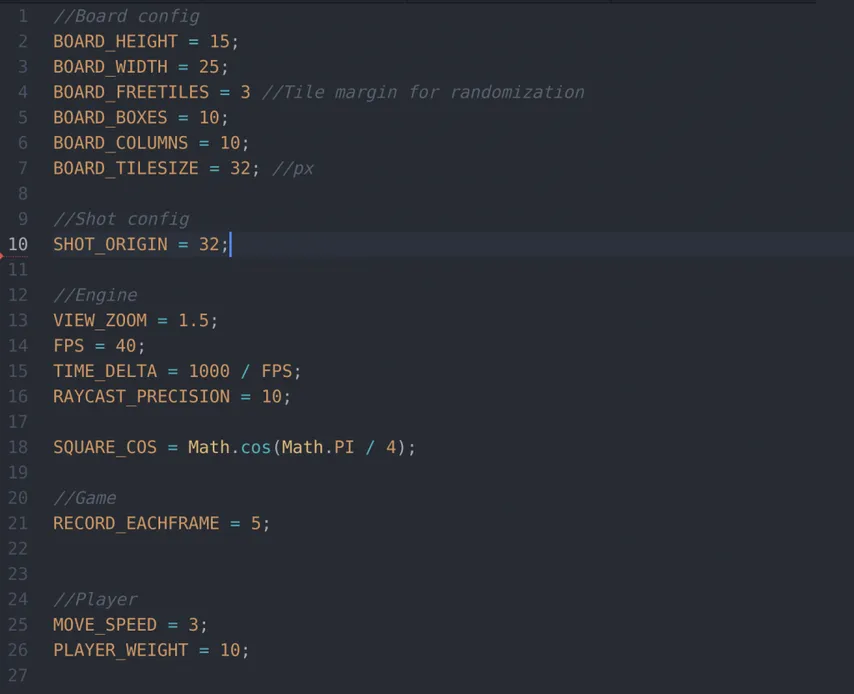 1 //Board config
2 BOARD_HEIGHT = 15;
3 BOARD_WIDTH = 25;
4 BOARD_FREETILES = 3 //Tile margin for randomization
5 BOARD_BOXES = 10;
6 BOARD_COLUMNS = 10;
7 BOARD_TILESIZE = 32; //px
8
9 //Shot config
10 SHOT_ORIGIN = 32;
11
12 //Engine
13 VIEW_ZOOM = 1.5;
14 FPS = 40;
15 TIME_DELTA = 1000 / FPS;
16 RAYCAST_PRECISION = 10;
17
18 SQUARE_COS = Math.cos(Math.PI / 4);
19
20 //Game
21 RECORD_EACHFRAME = 5;
22
23
24 //Player
25 MOVE_SPEED = 3;
26 PLAYER_WEIGHT = 10;
27